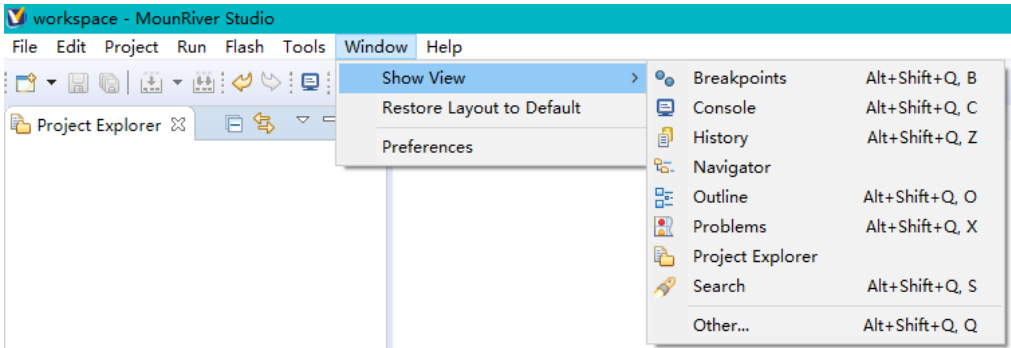 workspace - MounRiver Studio
File Edit Project Run Flash Tools Window Help
Show View
Restore Layout to Default
Preferences
Project Explorer
Breakpoints Alt+Shift+Q, B
Console Alt+Shift+Q, C
History Alt+Shift+Q, Z
Navigator
Outline Alt+Shift+Q, O
Problems Alt+Shift+Q, X
Project Explorer
Search Alt+Shift+Q, S
Other... Alt+Shift+Q, Q